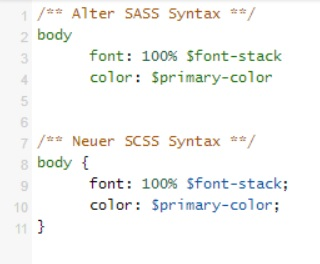 1 /** Alter SASS Syntax **/
2 body
3 font: 100% $font-stack
4 color: $primary-color
5
6
7 /** Neuer SCSS Syntax **/
8 body {
9 font: 100% $font-stack;
10 color: $primary-color;
11 }